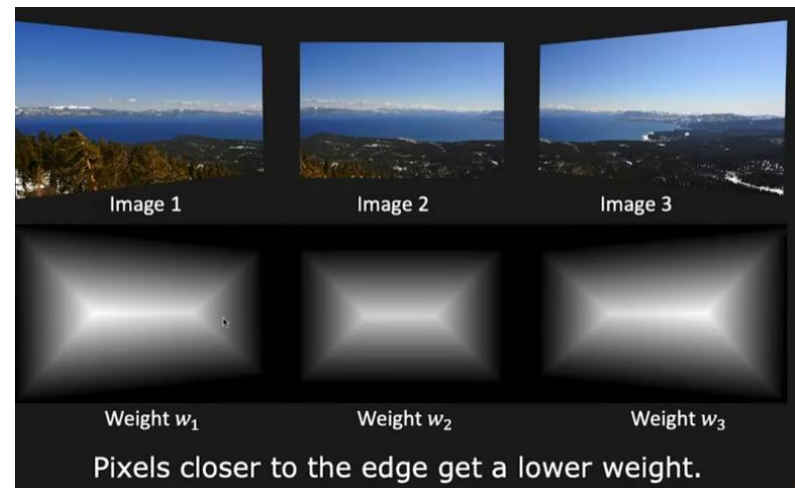 Image 1
Image 2
Image 3
Weight w₁
Weight w₂
Weight w₃
Pixels closer to the edge get a lower weight.